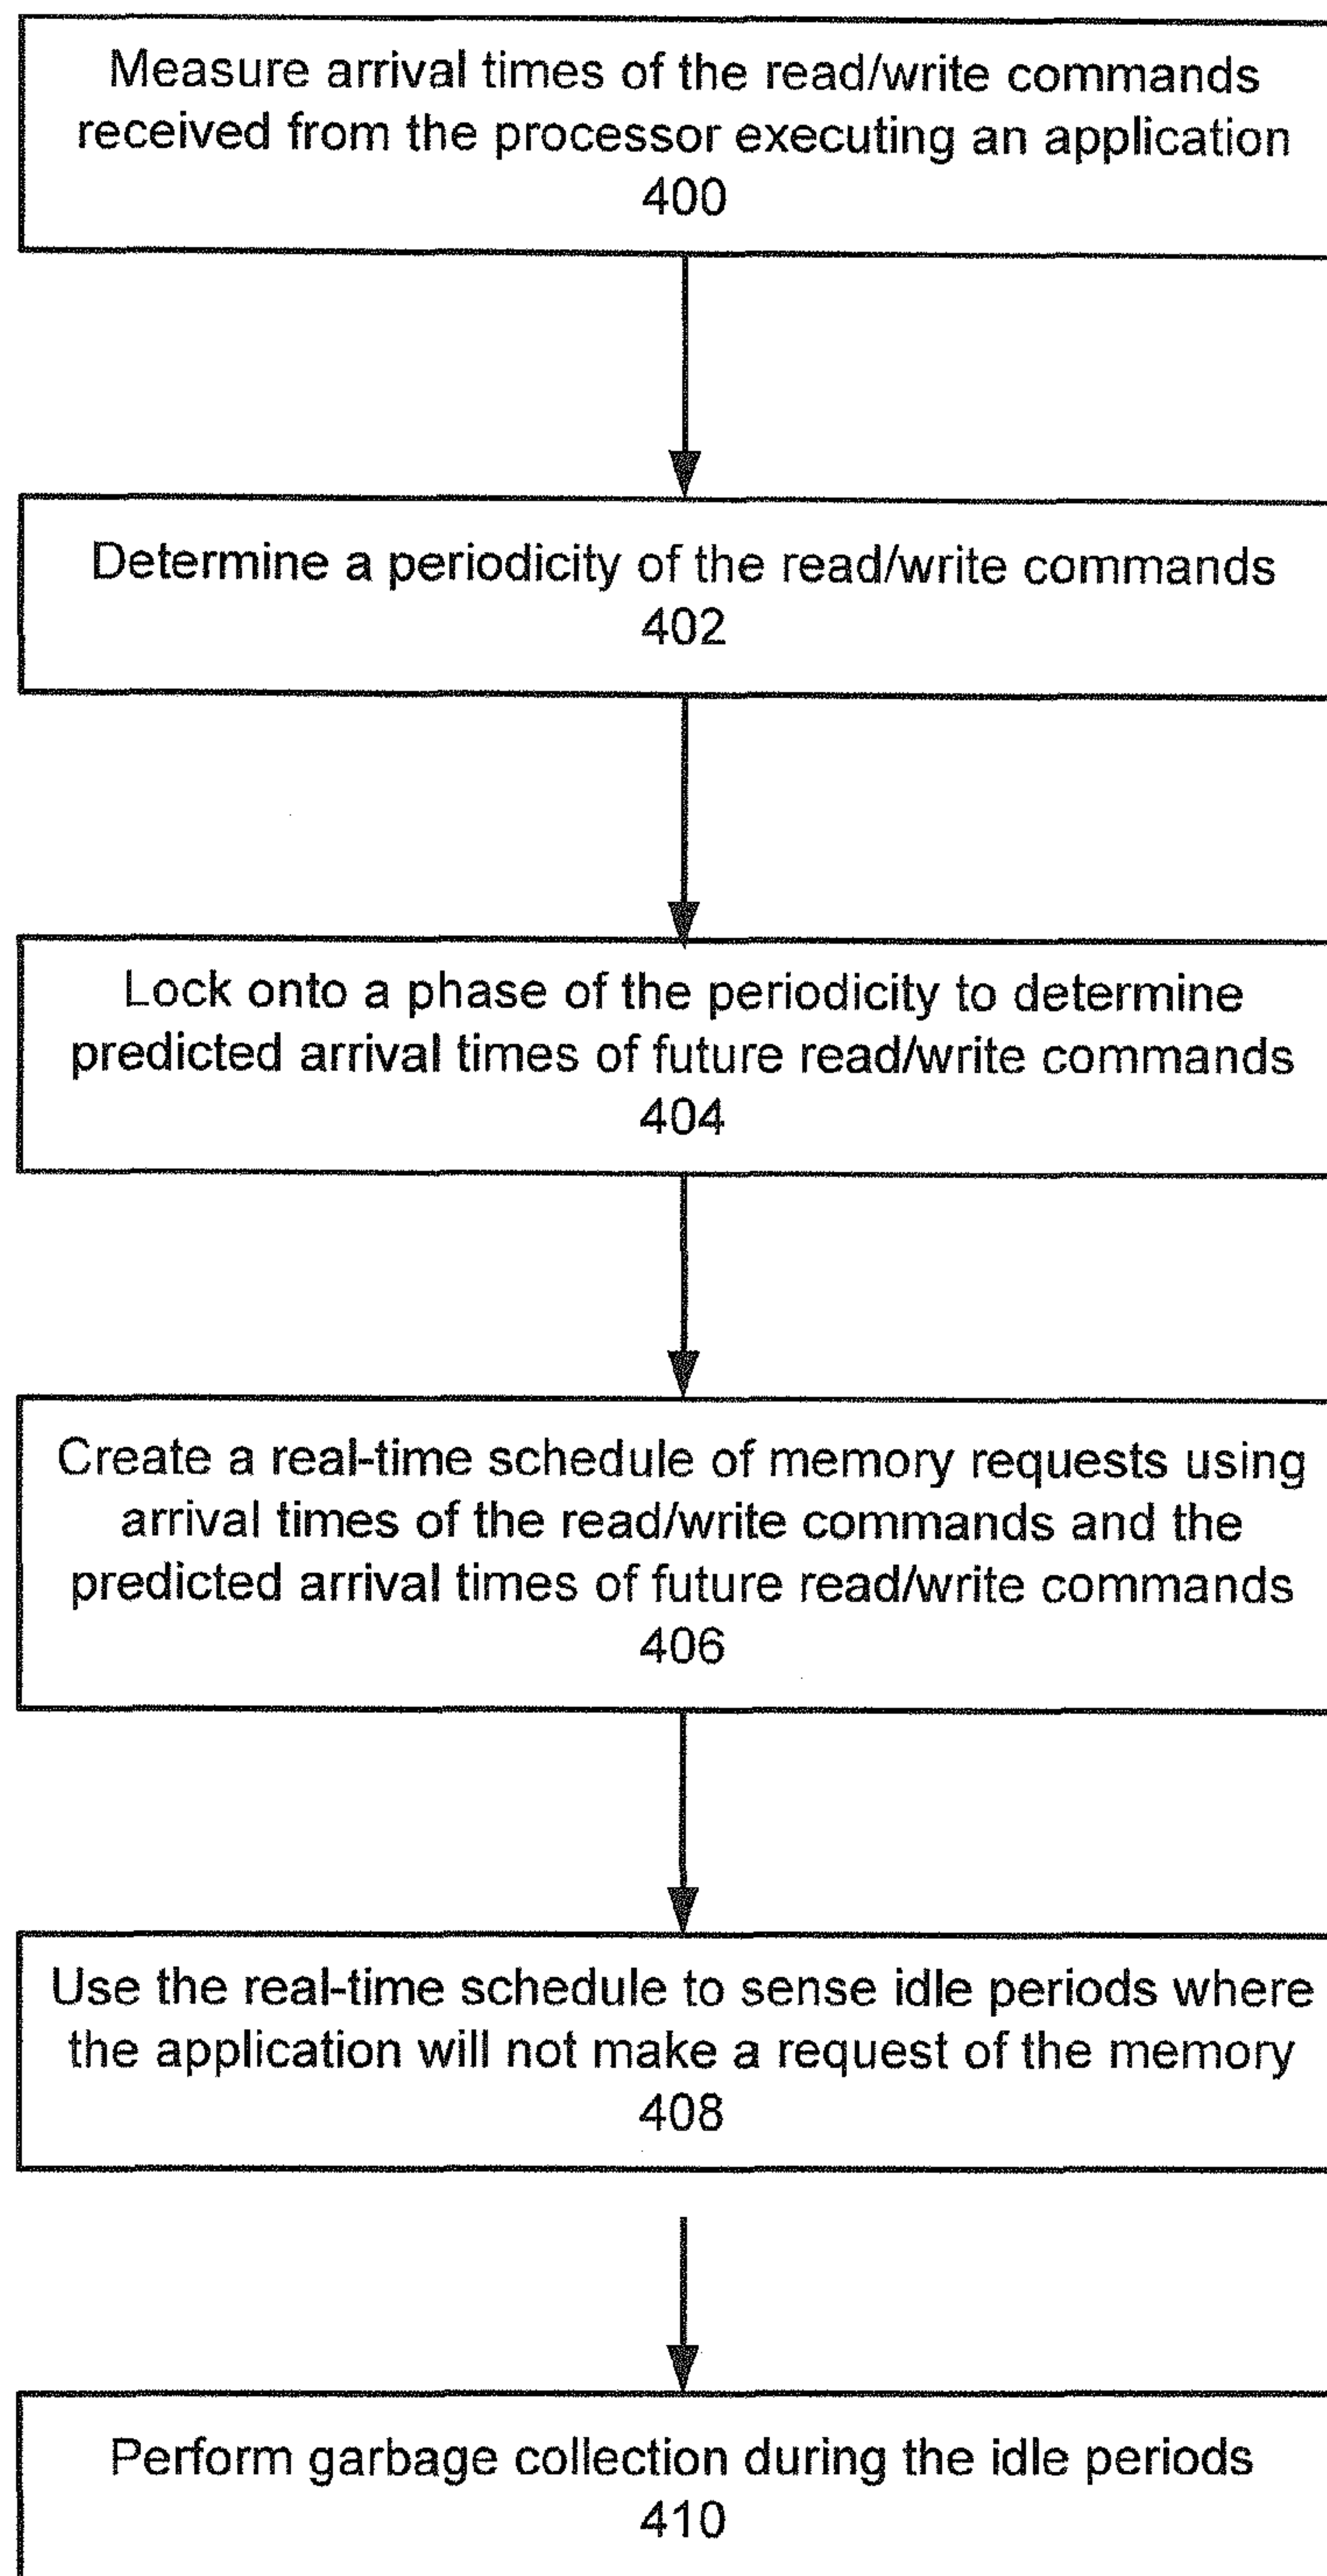 Measure arrival times of the read/write commands
received from the processor executing an application
400
Determine a periodicity of the read/write commands
402
Lock onto a phase of the periodicity to determine
predicted arrival times of future read/write commands
404
Create a real-time schedule of memory requests using
arrival times of the read/write commands and the
predicted arrival times of future read/write commands
406
Use the real-time schedule to sense idle periods where
the application will not make a request of the memory
408
Perform garbage collection during the idle periods
410